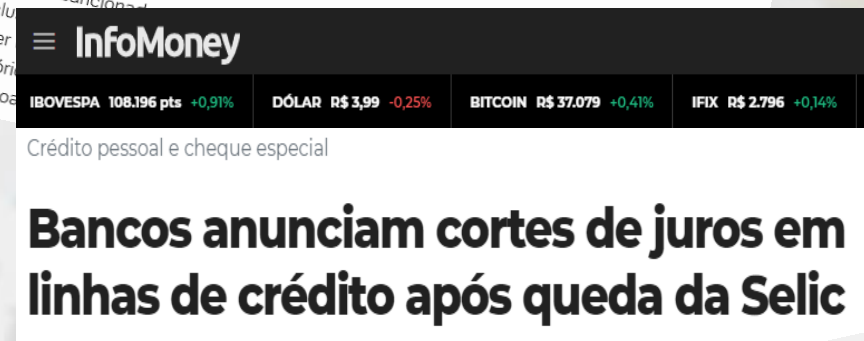 InfoMoney
IBOVESPA 108.196 pts +0,91% DÓLAR R$ 3,99 -0,25% BITCOIN R$ 37.079 +0,41% IFIX R$ 2.796 +0,14%
Crédito pessoal e cheque especial
Bancos anunciam cortes de juros em
linhas de crédito após queda da Selic